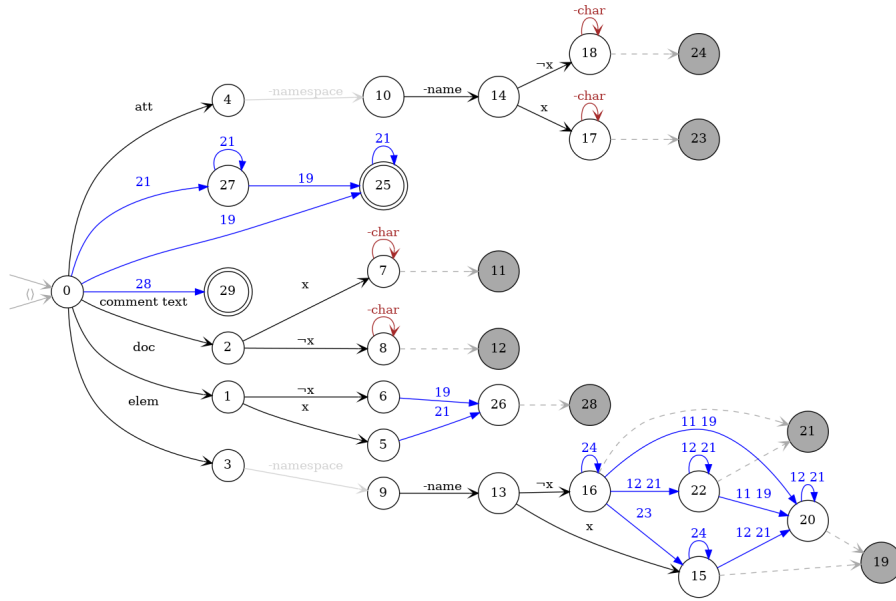 -char
18
24
¬x
4
-namespace
10
-name
14
att
x
-char
17
23
21
21
21
27
19
25
19
-char
7
11
x
0
⟨⟩
28
29
comment text
-char
2
¬x
8
12
doc
1
¬x
6
19
26
28
x
21
5
elem
3
-namespace
9
-name
13
¬x
24
16
12 21
12 21
22
11 19
21
11 19
12 21
20
23
x
24
15
12 21
19